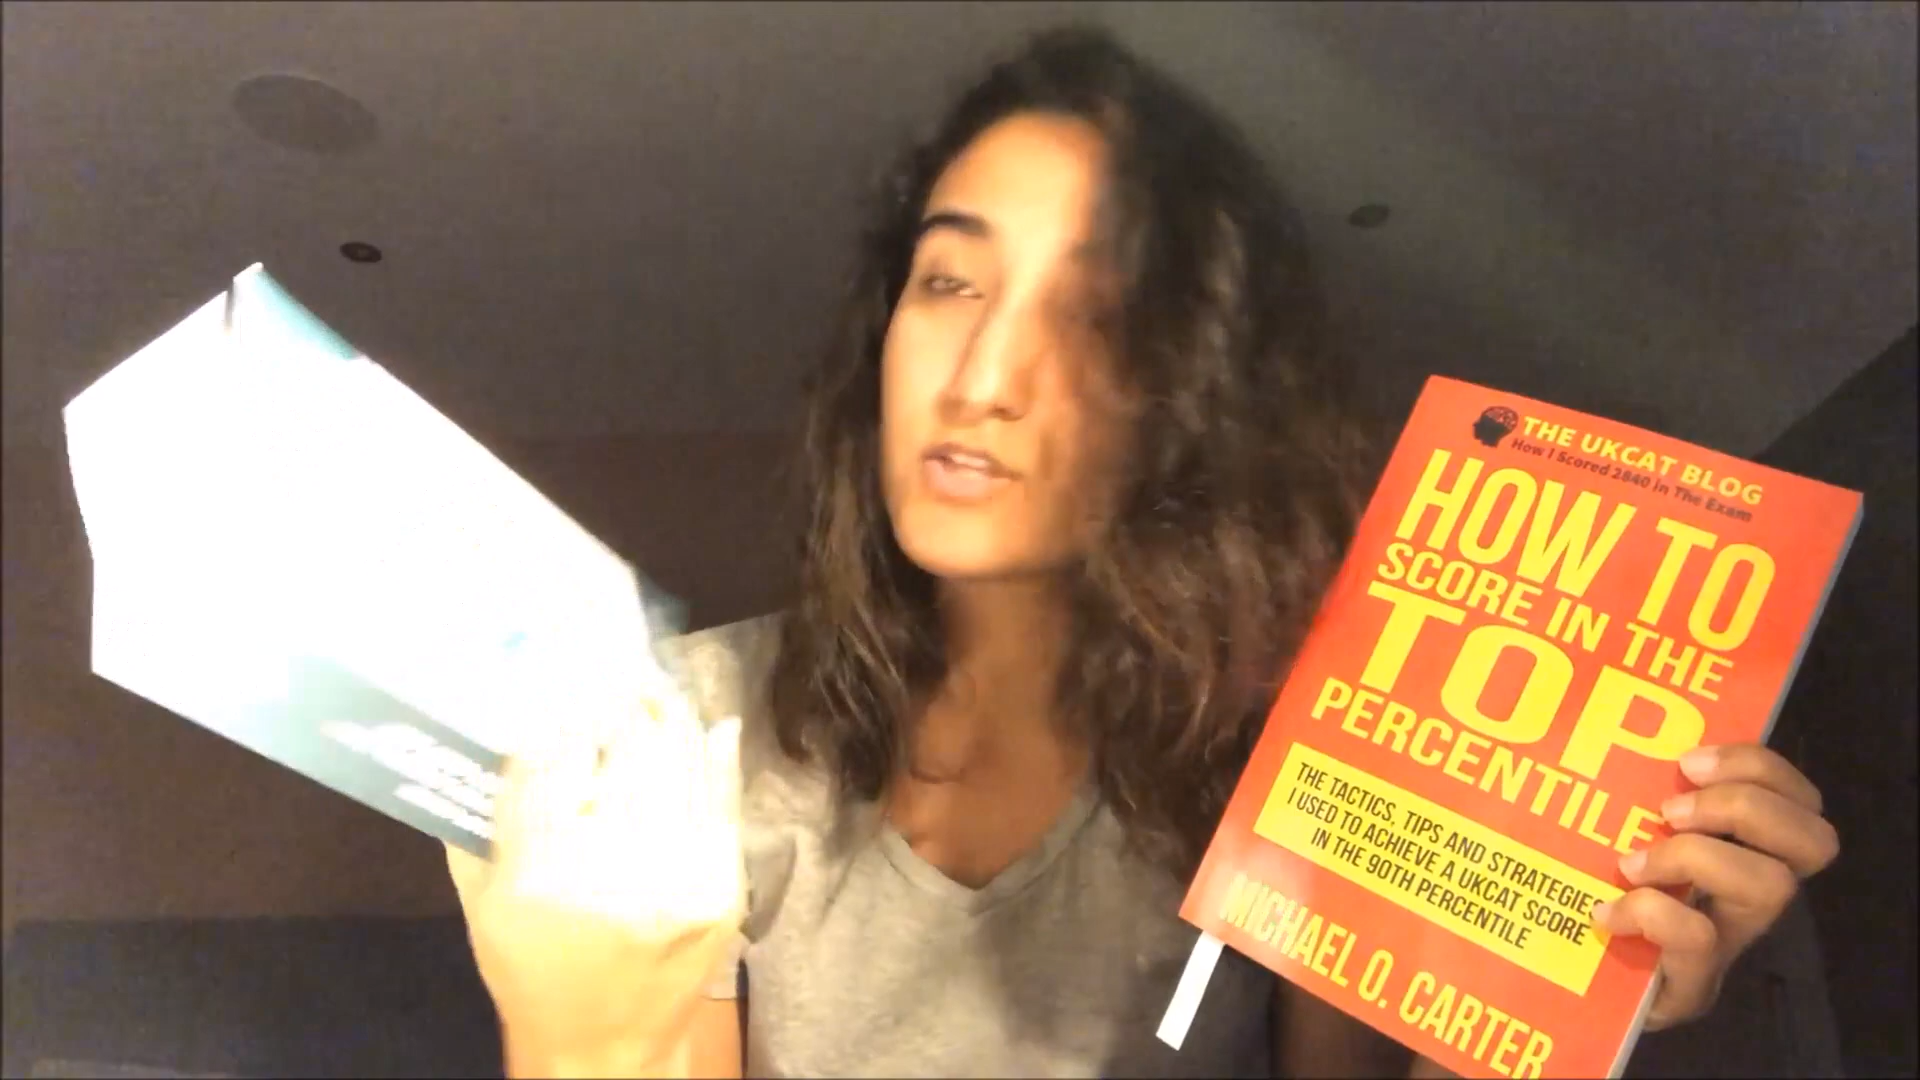 THE UKCAT BLOG
How I Scored 2840 in The Exam
HOW TO
SCORE IN THE
TOP
PERCENTILE
THE TACTICS, TIPS AND STRATEGIES
I USED TO ACHIEVE A UKCAT SCORE
IN THE 90TH PERCENTILE
MICHAEL O. CARTER